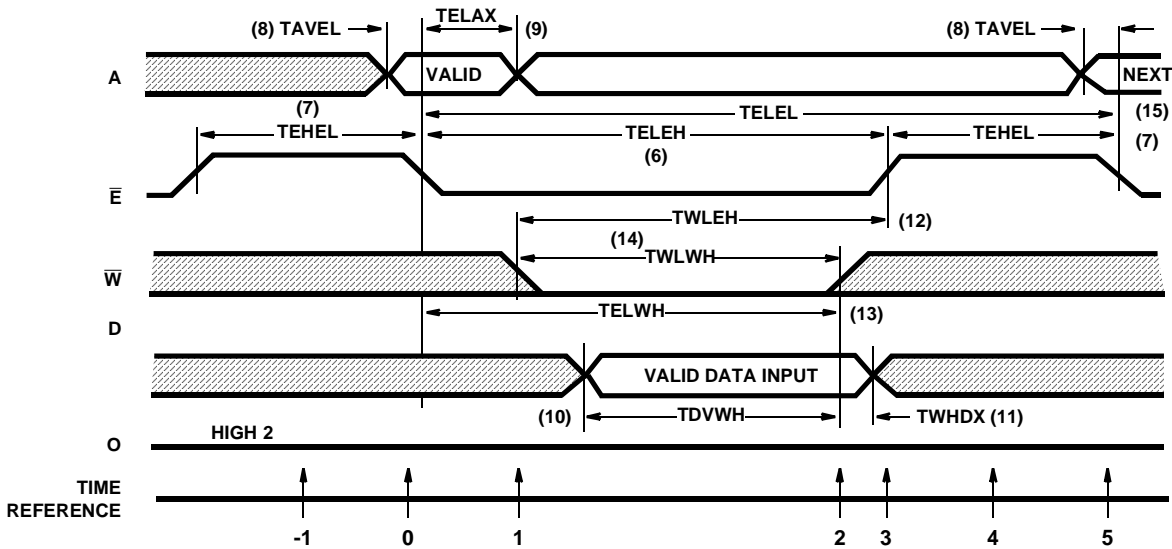 TELAX
(8) TAVEL
(9)
(8) TAVEL
A
VALID
NEXT
(7)
TELEL
(15)
TEHEL
TELEH
TEHEL
(6)
(7)
E
TWLEH
(12)
(14)
TWLWH
W
TELWH
(13)
D
VALID DATA INPUT
(10)
TDVWH
TWHDX (11)
HIGH 2
O
TIME
REFERENCE
-1 0 1 2 3 4 5